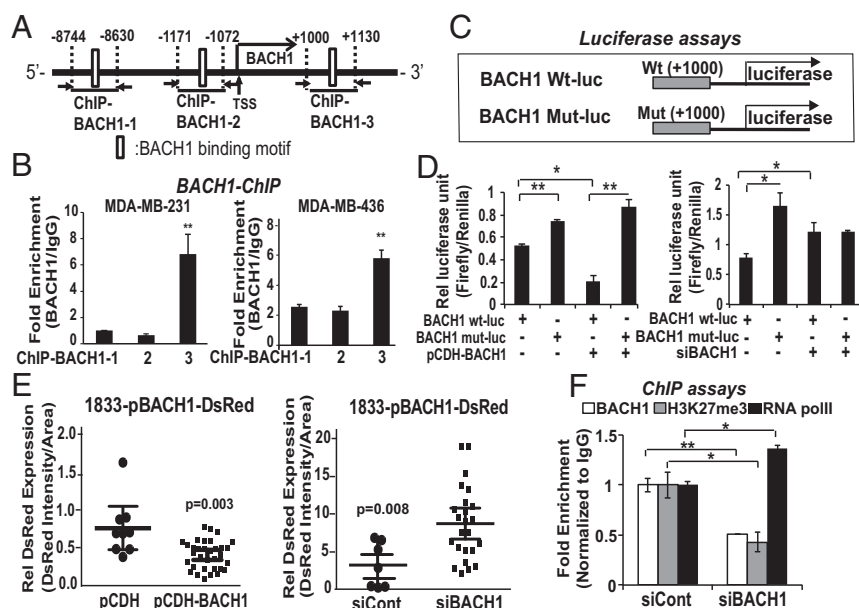 A
-8744 -8630 -1171 -1072 BACH1 +1000 +1130
5'- - 3'
ChIP-BACH1-1
ChIP-BACH1-2
TSS
ChIP-BACH1-3
:BACH1 binding motif
B
BACH1-ChIP
MDA-MB-231
Fold Enrichment (BACH1/IgG)
10
8
6
4
2
0
**
ChIP-BACH1-1 2 3
MDA-MB-436
Fold Enrichment (BACH1/IgG)
8
6
4
2
0
**
ChIP-BACH1-1 2 3
C
Luciferase assays
BACH1 Wt-luc Wt (+1000) luciferase
BACH1 Mut-luc Mut (+1000) luciferase
D
Rel luciferase unit (Firefly/Renilla)
1
0.8
0.6
0.4
0.2
0
*
** **
BACH1 wt-luc + - + -
BACH1 mut-luc - + - +
pCDH-BACH1 - - + +
Rel luciferase unit (Firefly/Renilla)
2
1.5
1
0.5
0
* *
BACH1 wt-luc + - + -
BACH1 mut-luc - + - +
siBACH1 - - + +
E
1833-pBACH1-DsRed
Rel DsRed Expression (DsRed Intensity/Area)
2.0
1.5
1.0
0.5
0.0
p=0.003
pCDH pCDH-BACH1
1833-pBACH1-DsRed
Rel DsRed Expression (DsRed Intensity/Area)
20
15
10
5
0
p=0.008
siCont siBACH1
F
ChIP assays
BACH1 H3K27me3 RNA polII
Fold Enrichment (Normalized to IgG)
1.5
1
0.5
0
*
**
*
siCont siBACH1